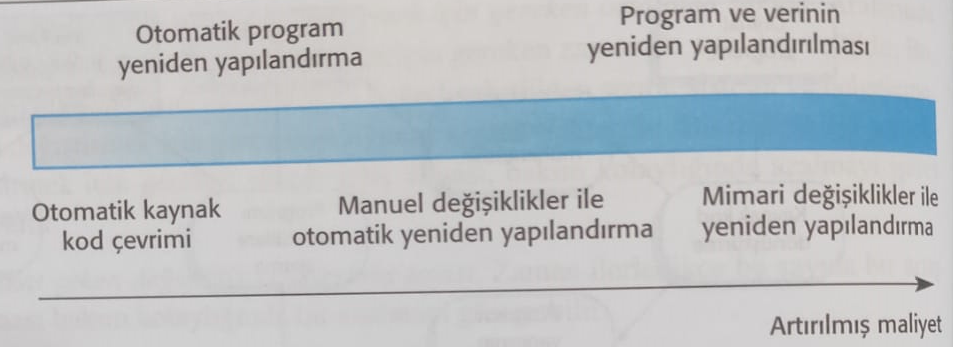 Otomatik program
yeniden yapılandırma
Program ve verinin
yeniden yapılandırılması
Otomatik kaynak
kod çevrimi
Manuel değişiklikler ile
otomatik yeniden yapılandırma
Mimari değişiklikler ile
yeniden yapılandırma
Artırılmış maliyet